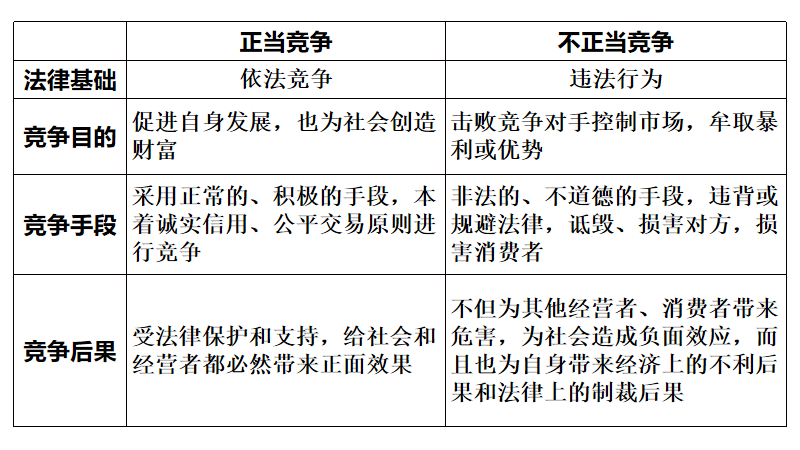 正当竞争
不正当竞争
法律基础
依法竞争
违法行为
竞争目的
促进自身发展，也为社会创造
财富
击败竞争对手控制市场，牟取暴
利或优势
竞争手段
采用正常的、积极的手段，本
着诚实信用、公平交易原则进
行竞争
非法的、不道德的手段，违背或
规避法律，诋毁、损害对方，损
害消费者
竞争后果
受法律保护和支持，给社会和
经营者都必然带来正面效果
不但为其他经营者、消费者带来
危害，为社会造成负面效应，而
且也为自身带来经济上的不利后
果和法律上的制裁后果